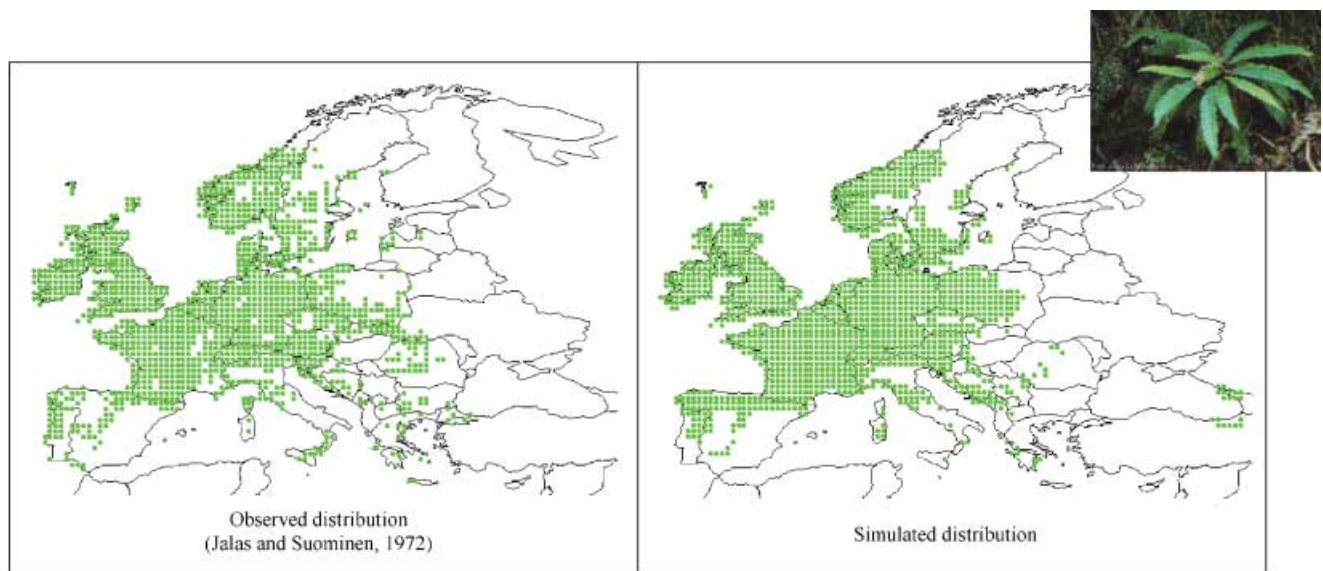 Observed distribution
(Jalas and Suominen, 1972)
Simulated distribution